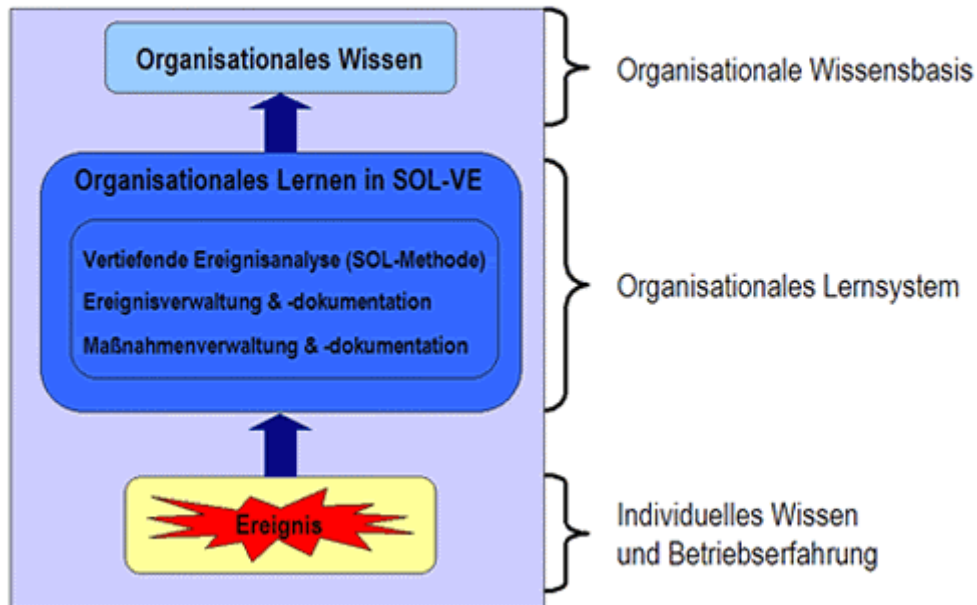 Organisationales Wissen
Organisationale Wissensbasis
Organisationales Lernen in SOL-VE
Vertiefende Ereignisanalyse (SOL-Methode)
Ereignisverwaltung & -dokumentation
Maßnahmenverwaltung & -dokumentation
Organisationales Lernsystem
Ereignis
Individuelles Wissen
und Betriebserfahrung